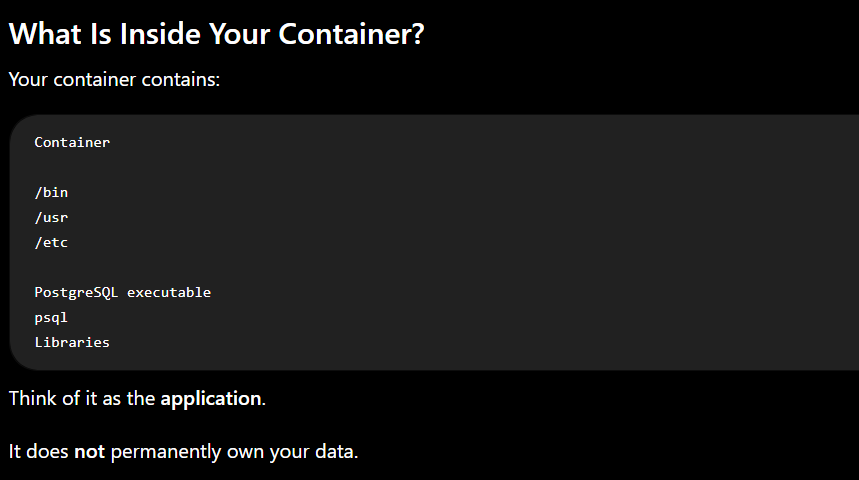 What Is Inside Your Container?
Your container contains:
Container
/bin
/usr
/etc
PostgreSQL executable
psql
Libraries
Think of it as the application.
It does not permanently own your data.